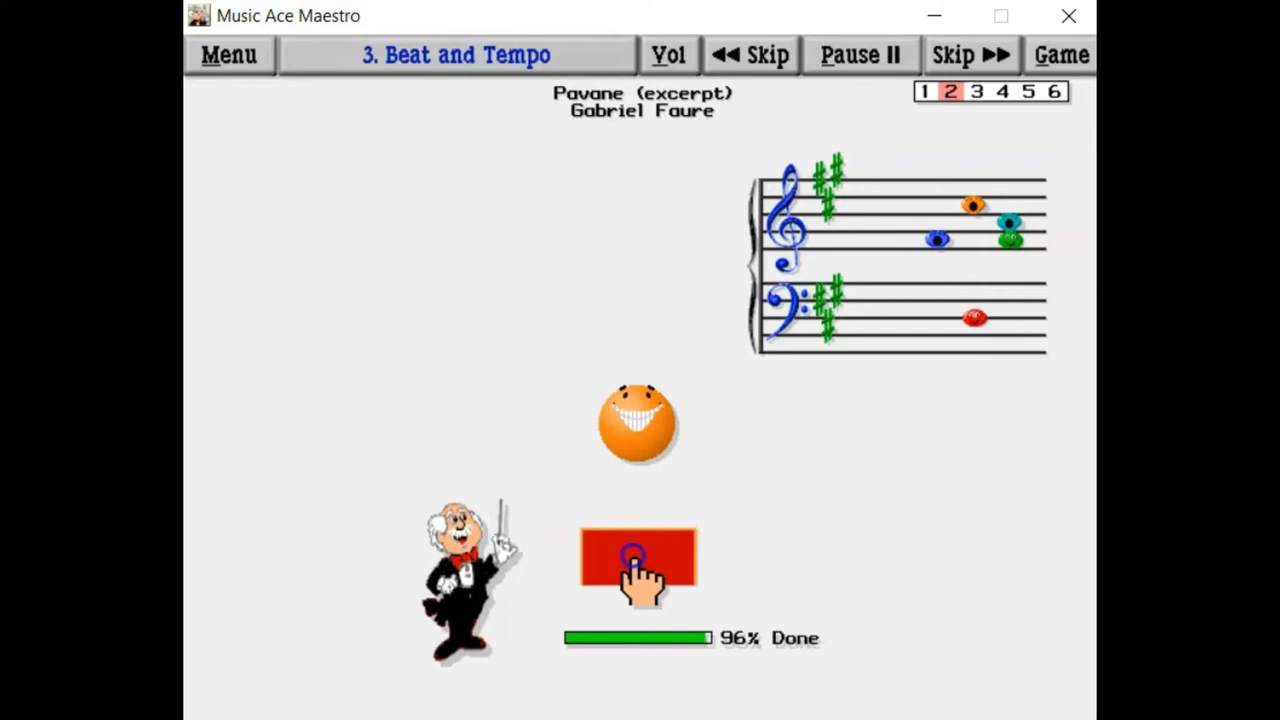 Music Ace Maestro
Menu 3. Beat and Tempo Vol Skip Pause Skip Game
Pavane (excerpt)
Gabriel Faure
1 2 3 4 5 6
96% Done